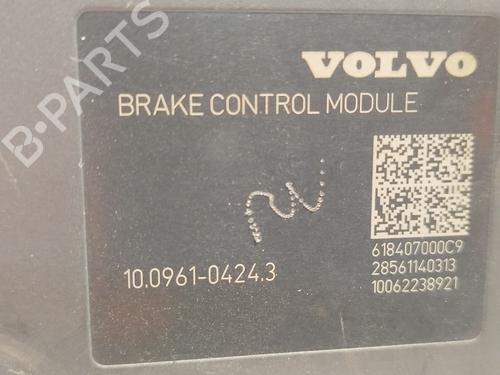 B-PARTS
VOLVO
BRAKE CONTROL MODULE
10.0961-0424.3
618407000C9
28561140313
10062238921